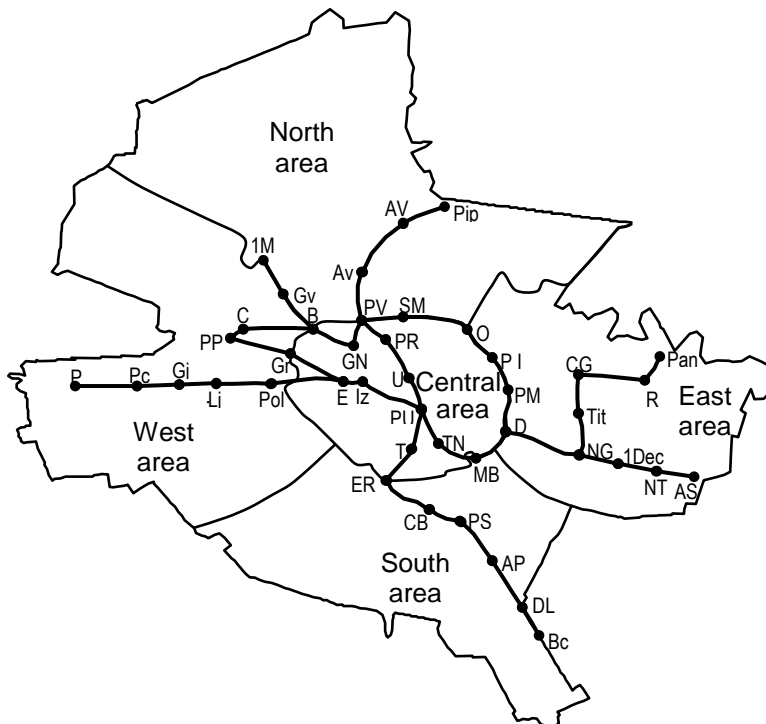 North
area
AV
Pip
1M
Av
Gv
C
B
PV
SM
O
PP
PR
GN
Gr
P I
CG
Pan
P
Pc
Gi
Li
Pol
E
Iz
U
Central
area
PM
R
East
area
West
area
PU
Tit
D
T
TN
MB
NG
1Dec
NT
AS
ER
CB
PS
South
area
AP
DL
Bc